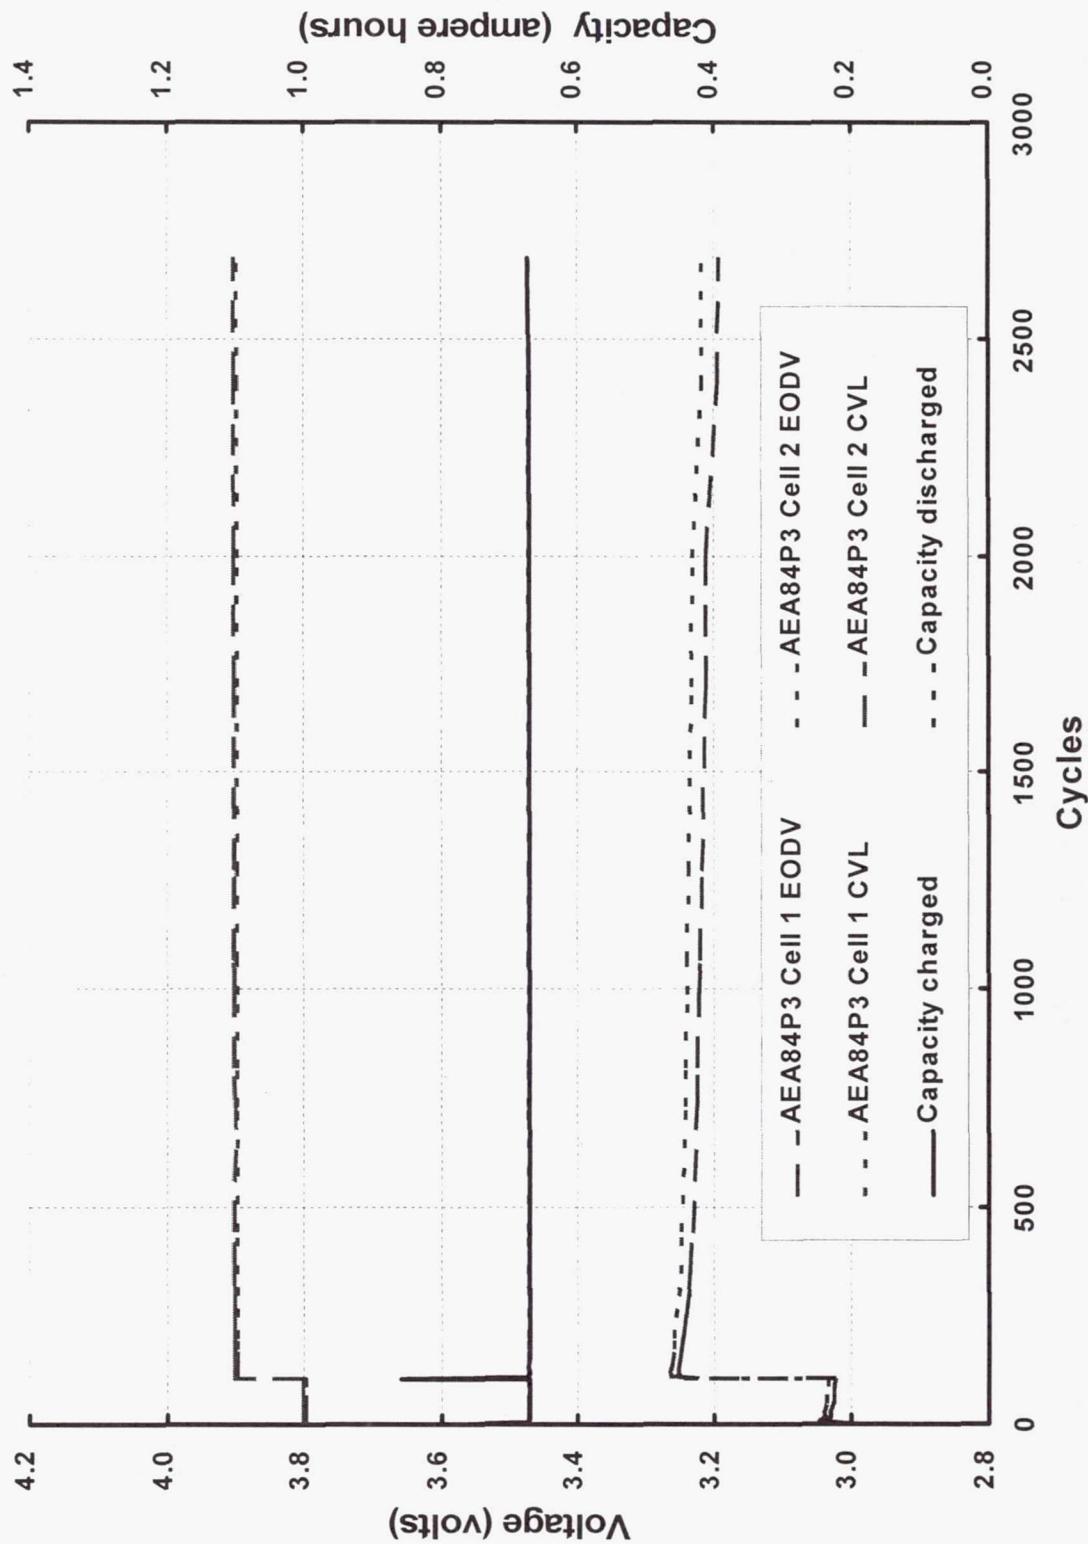 Voltage (volts)
4.2
4.0
3.8
3.6
3.4
3.2
3.0
2.8
Capacity (ampere hours)
1.4
1.2
1.0
0.8
0.6
0.4
0.2
0.0
AEA84P3 Cell 1 EODV
AEA84P3 Cell 2 EODV
AEA84P3 Cell 1 CVL
AEA84P3 Cell 2 CVL
Capacity charged
Capacity discharged
0
500
1000
1500
2000
2500
3000
Cycles